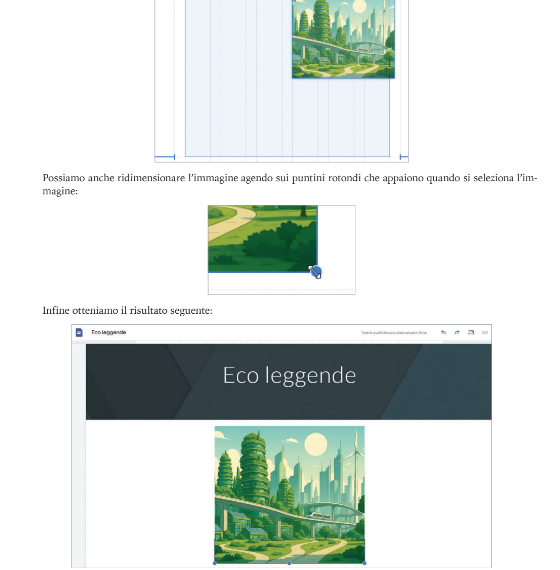 Possiamo anche ridimensionare l'immagine agendo sui puntini rotondi che appaiono quando si seleziona l'im-
magine:
Infine otteniamo il risultato seguente:
Eco leggende
Eco leggende